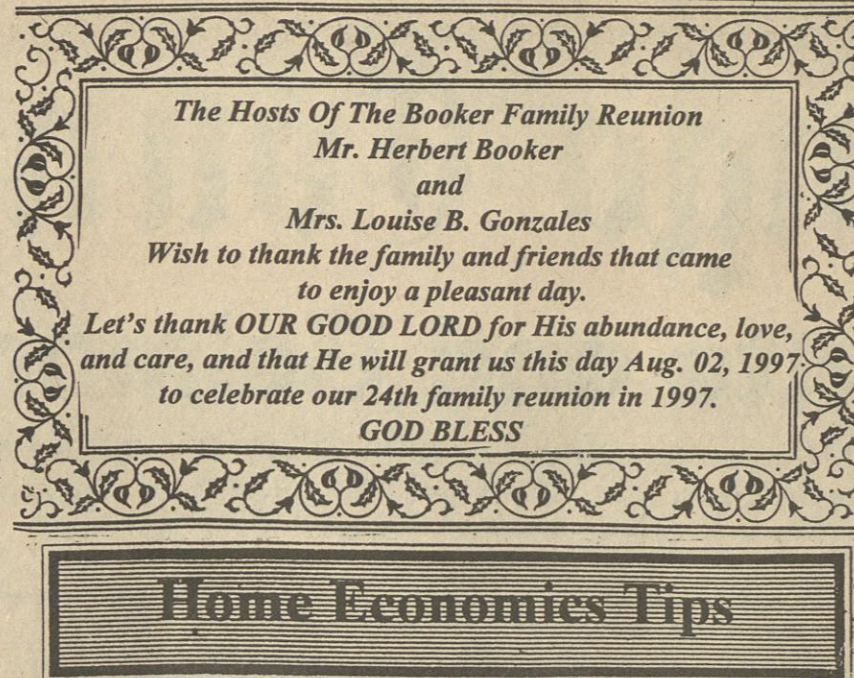 The Hosts Of The Booker Family Reunion
Mr. Herbert Booker
and
Mrs. Louise B. Gonzales
Wish to thank the family and friends that came
to enjoy a pleasant day.
Let's thank OUR GOOD LORD for His abundance, love,
and care, and that He will grant us this day Aug. 02, 1997
to celebrate our 24th family reunion in 1997.
GOD BLESS
Home Economics Tips